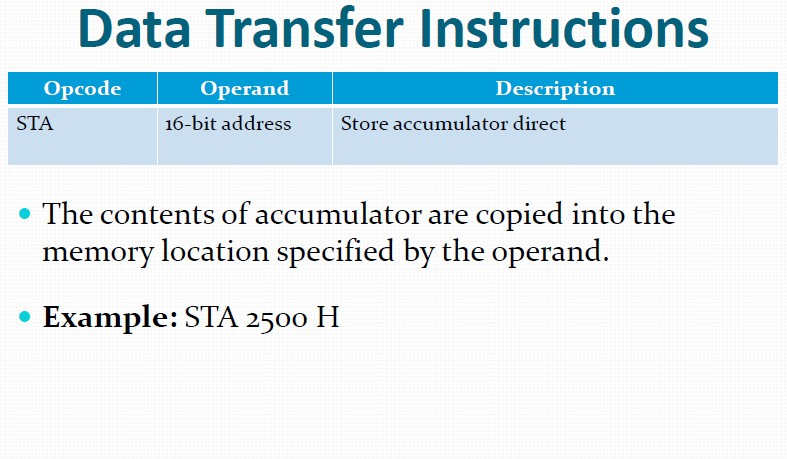 Data Transfer Instructions
Opcode Operand Description
STA 16-bit address Store accumulator direct
• The contents of accumulator are copied into the
memory location specified by the operand.
• Example: STA 2500 H